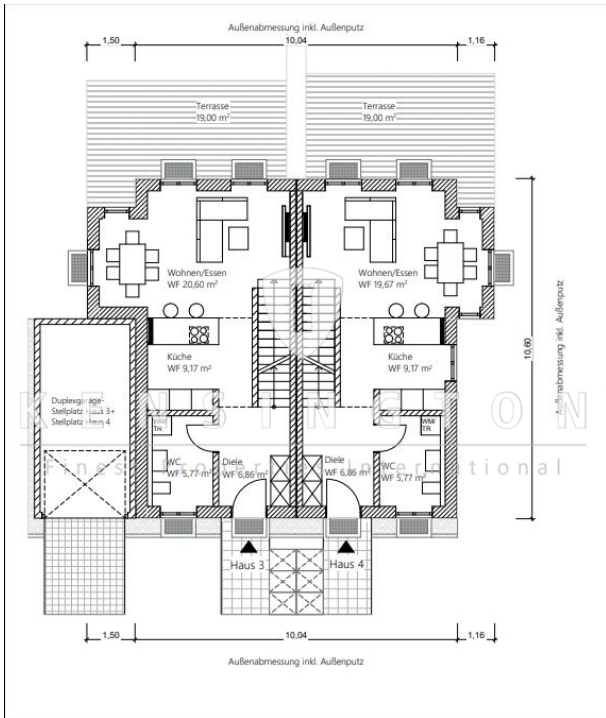 Außenabmessung inkl. Außenputz
1,50
10,04
1,16
Terrasse
19,00 m²
Terrasse
19,00 m²
Wohnen/Essen
WF 20,60 m²
Wohnen/Essen
WF 19,67 m²
10,60
Außenabmessung inkl. Außenputz
Küche
WF 9,17 m²
Küche
WF 9,17 m²
Duplexgarage-
Stellplatz Haus 3+
Stellplatz Haus 4
KENSINGTON
Finest Properties International
WM/
TR.
WM/
TR.
WC
WF 5,77 m²
Diele
WF 6,86 m²
Diele
WF 6,86 m²
WC
WF 5,77 m²
Haus 3
Haus 4
1,50
10,04
1,16
Außenabmessung inkl. Außenputz